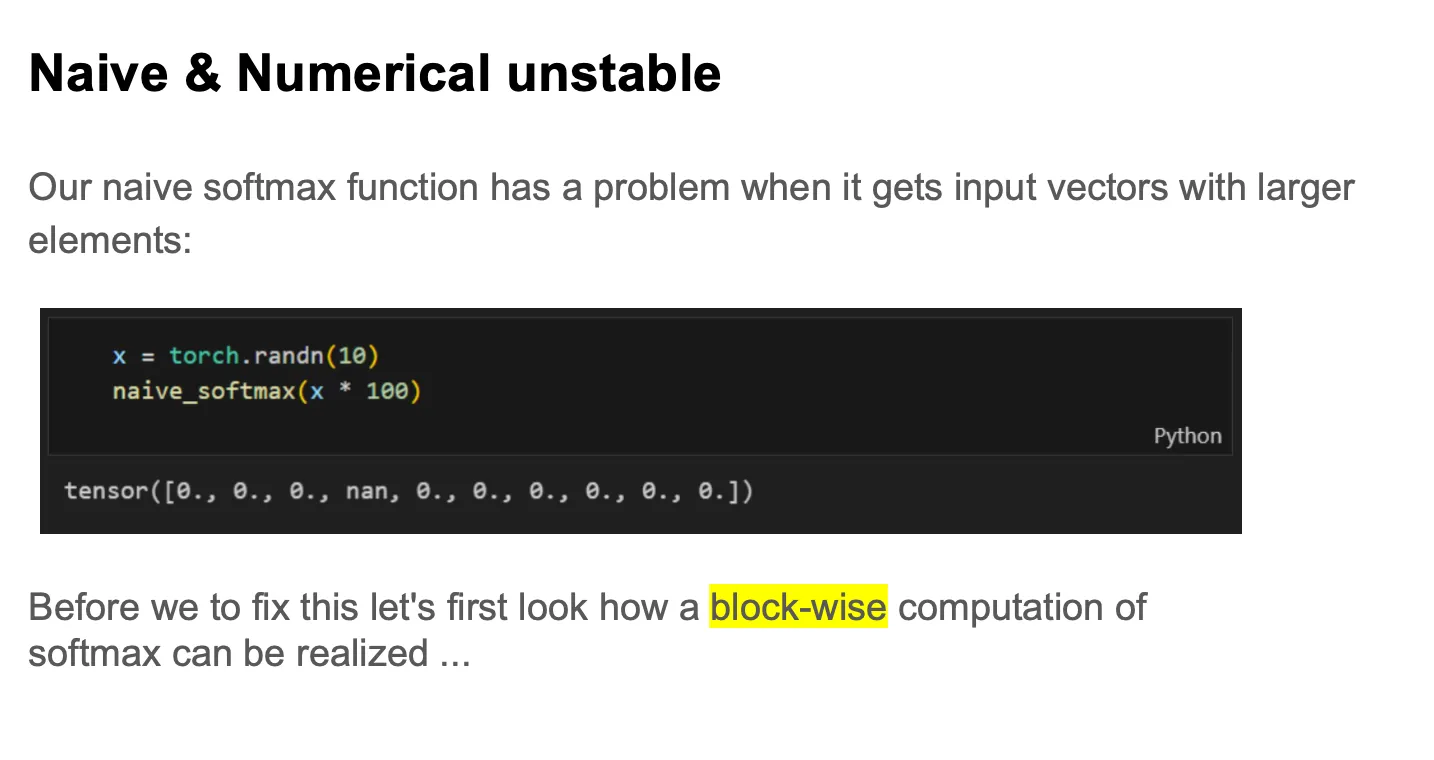 Naive & Numerical unstable
Our naive softmax function has a problem when it gets input vectors with larger
elements:
x = torch.randn(10)
naive_softmax(x * 100)
Python
tensor([0., 0., 0., nan, 0., 0., 0., 0., 0., 0.])
Before we to fix this let's first look how a block-wise computation of
softmax can be realized ...